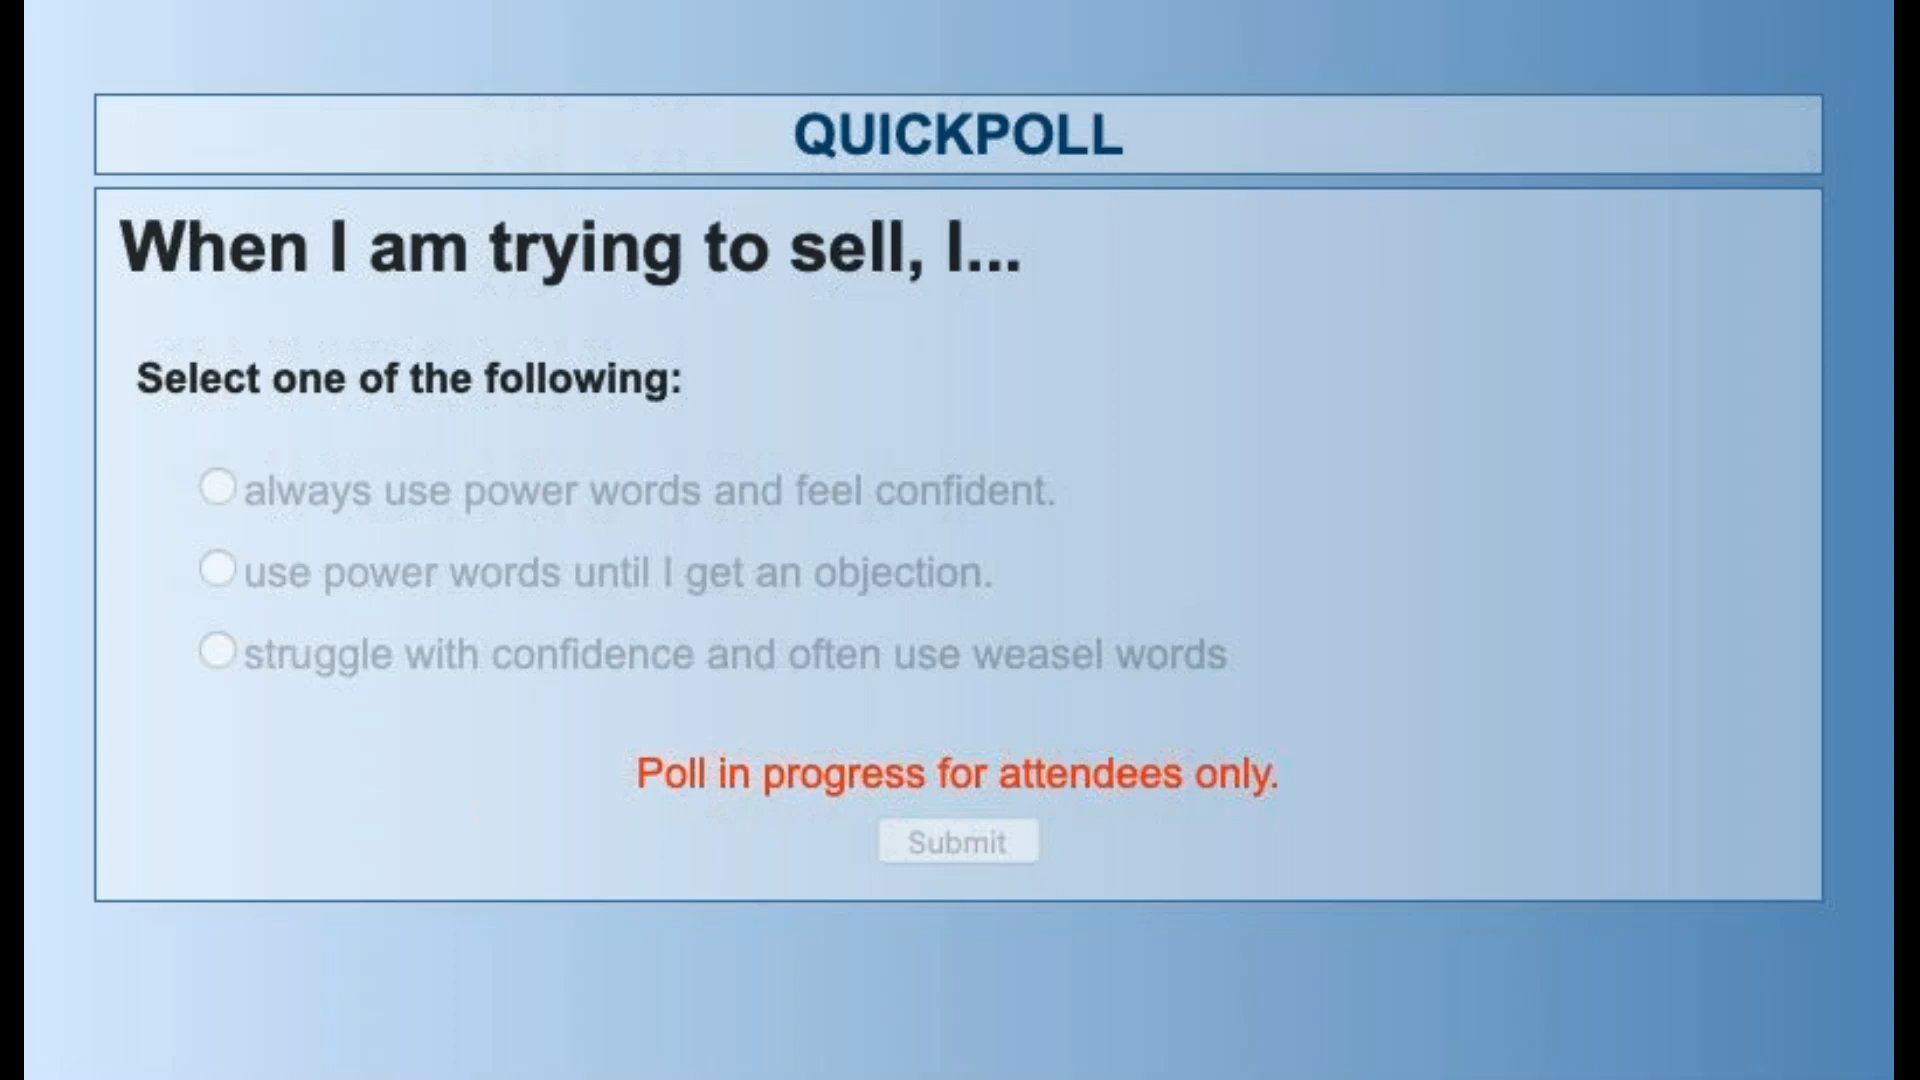 QUICKPOLL
When I am trying to sell, I...
Select one of the following:
always use power words and feel confident.
use power words until I get an objection.
struggle with confidence and often use weasel words
Poll in progress for attendees only.
Submit